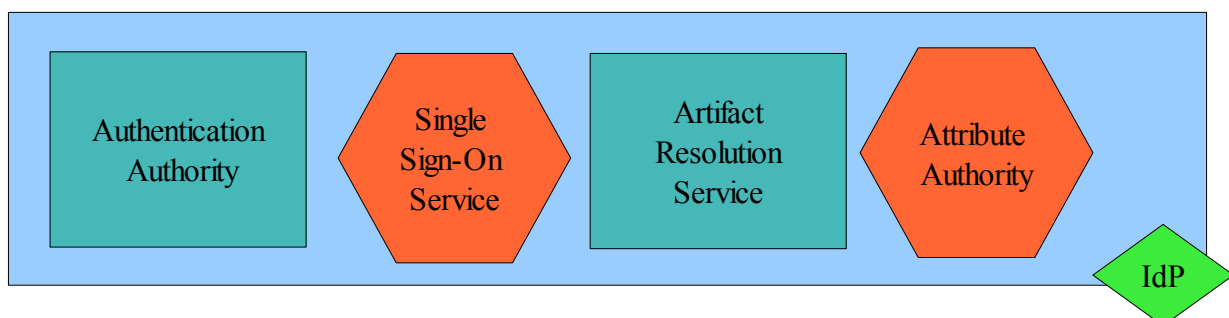 Authentication
Authority
Single
Sign-On
Service
Artifact
Resolution
Service
Attribute
Authority
IdP